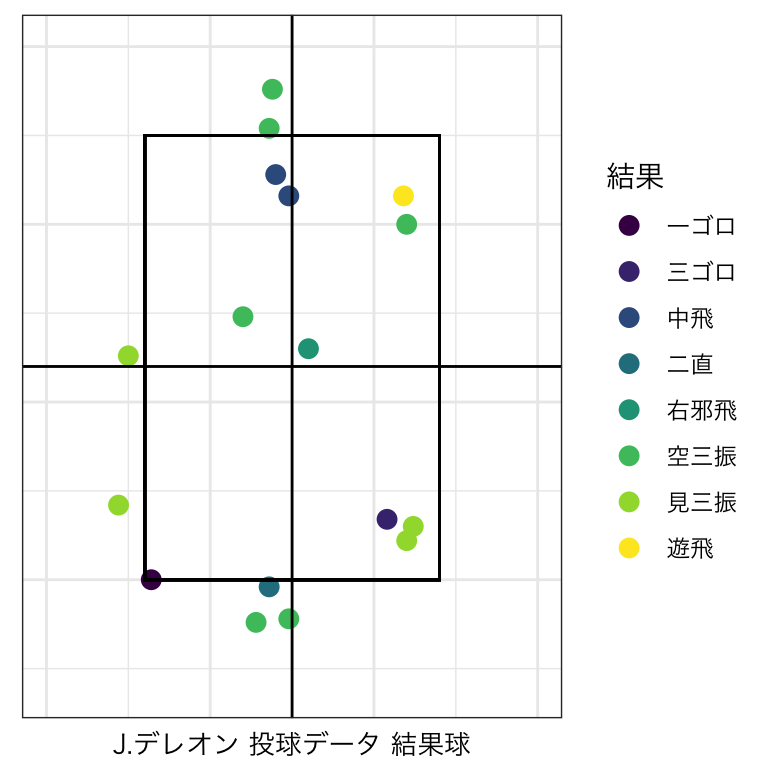 結果
一ゴロ
三ゴロ
中飛
二直
右邪飛
空三振
見三振
遊飛
J.デレオン 投球データ 結果球